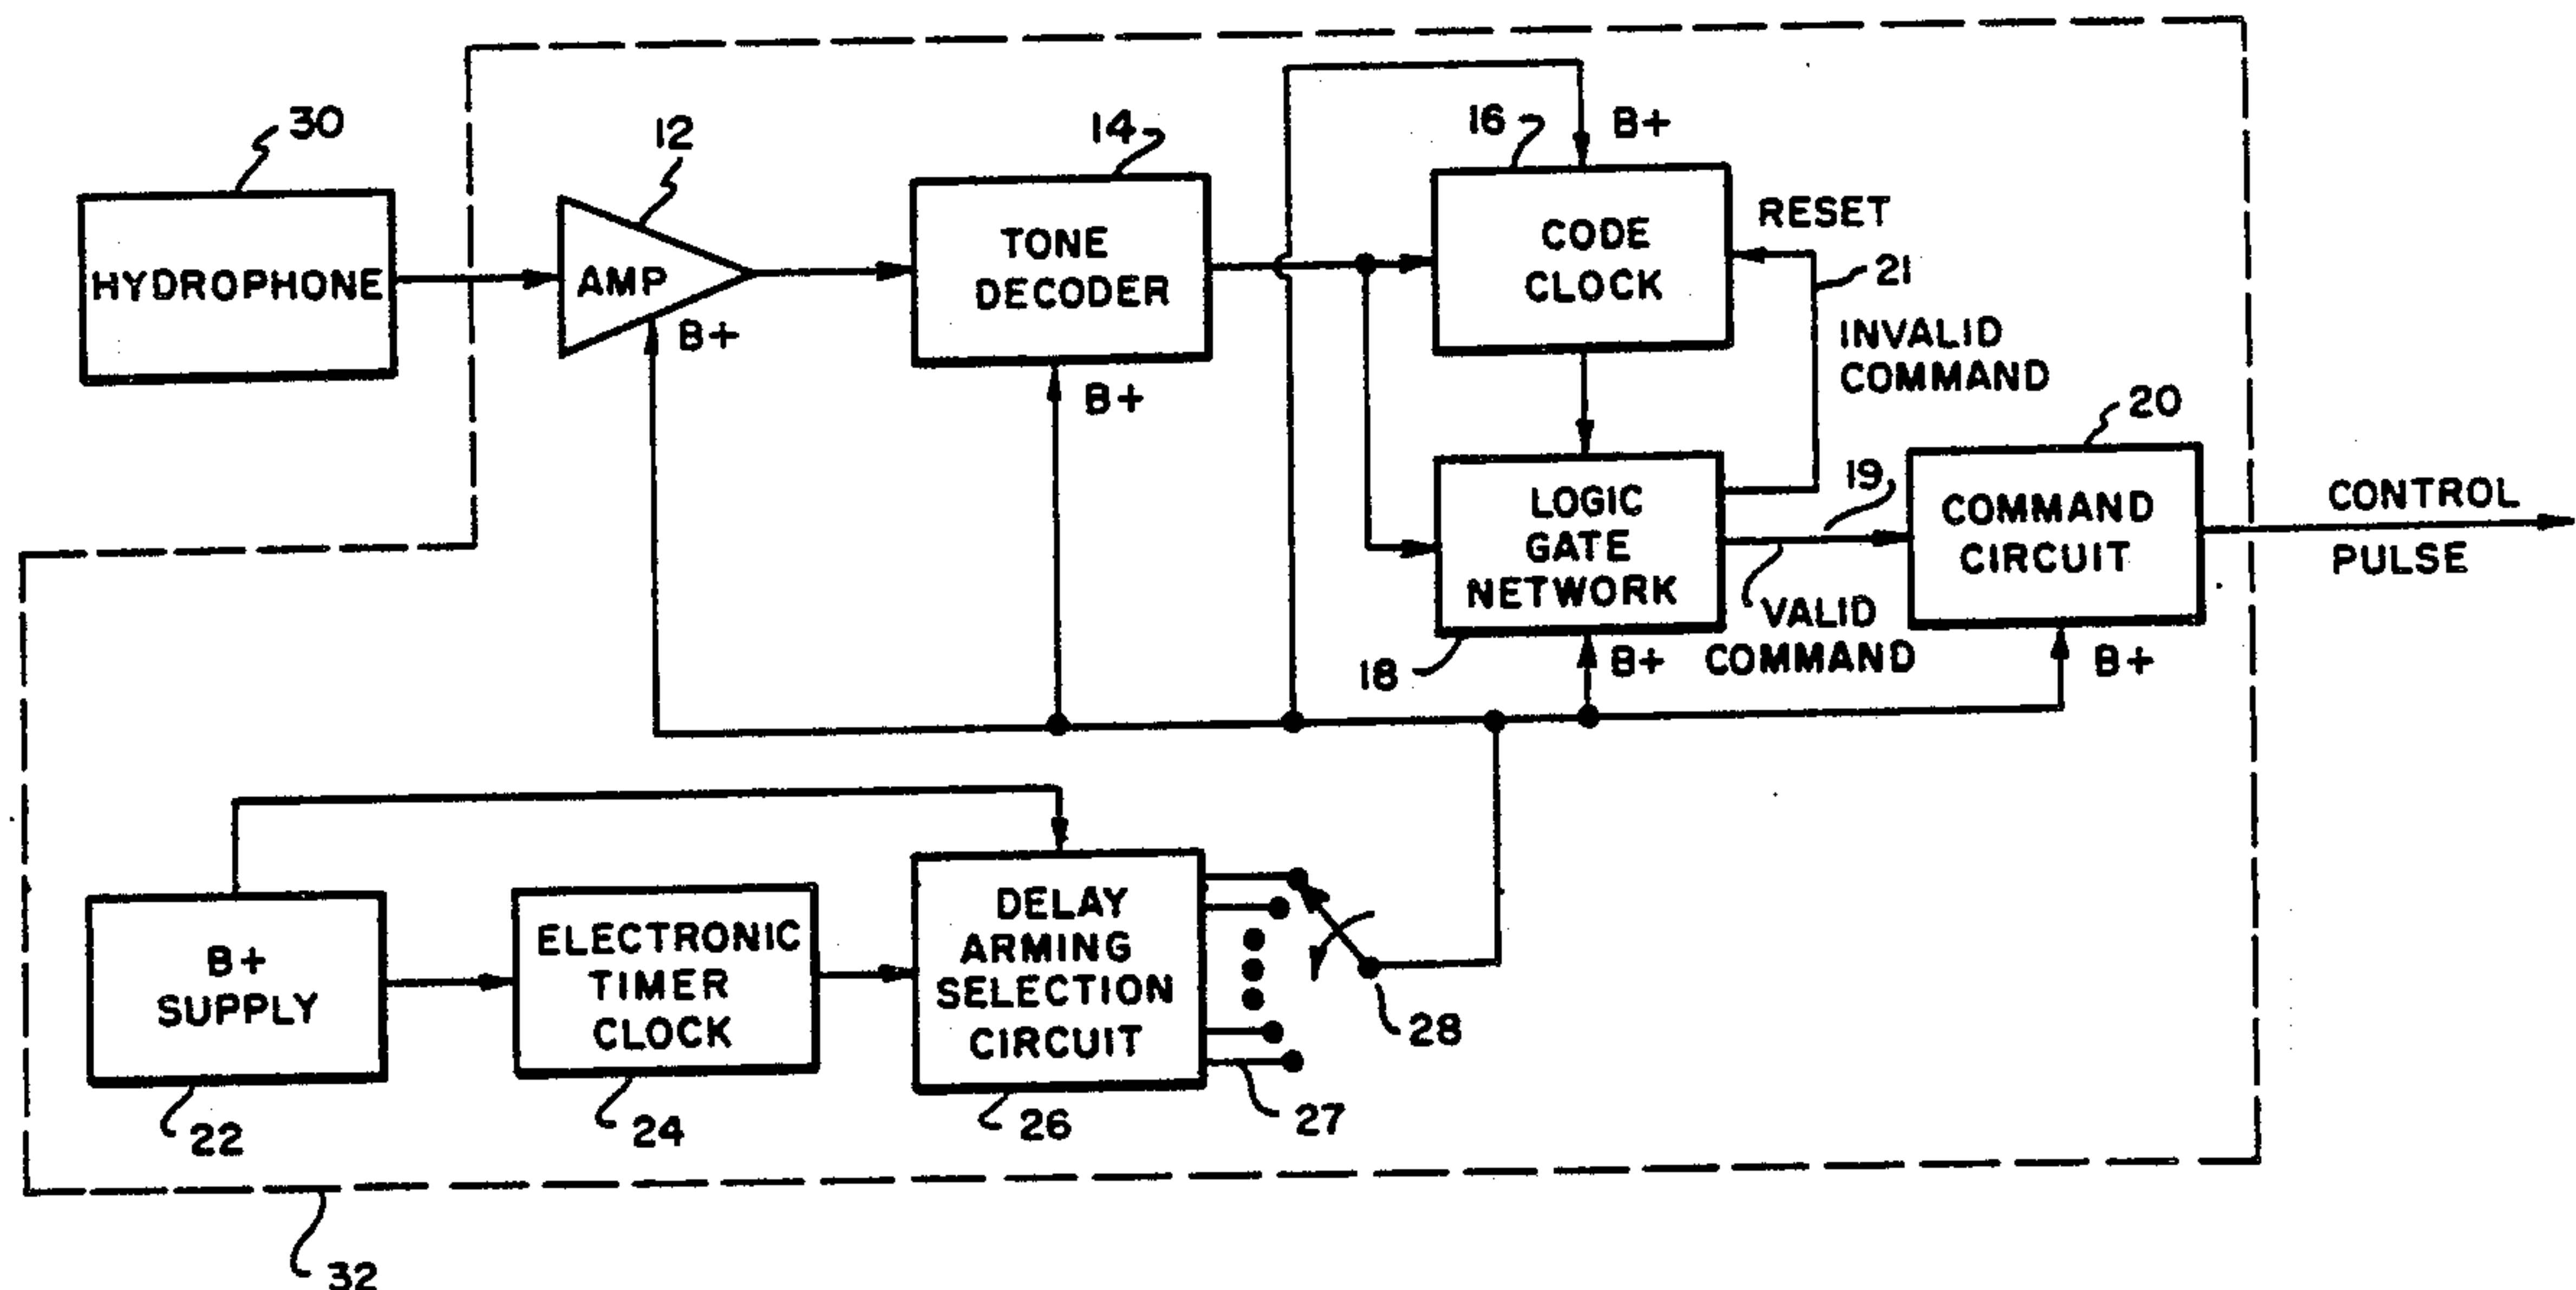 30
HYDROPHONE
12
AMP
B+
14
TONE
DECODER
B+
16
B+
CODE
CLOCK
RESET
21
INVALID
COMMAND
LOGIC
GATE
NETWORK
18
B+
19
VALID
COMMAND
20
COMMAND
CIRCUIT
B+
CONTROL
PULSE
B+
SUPPLY
22
ELECTRONIC
TIMER
CLOCK
24
DELAY
ARMING
SELECTION
CIRCUIT
26
27
28
32